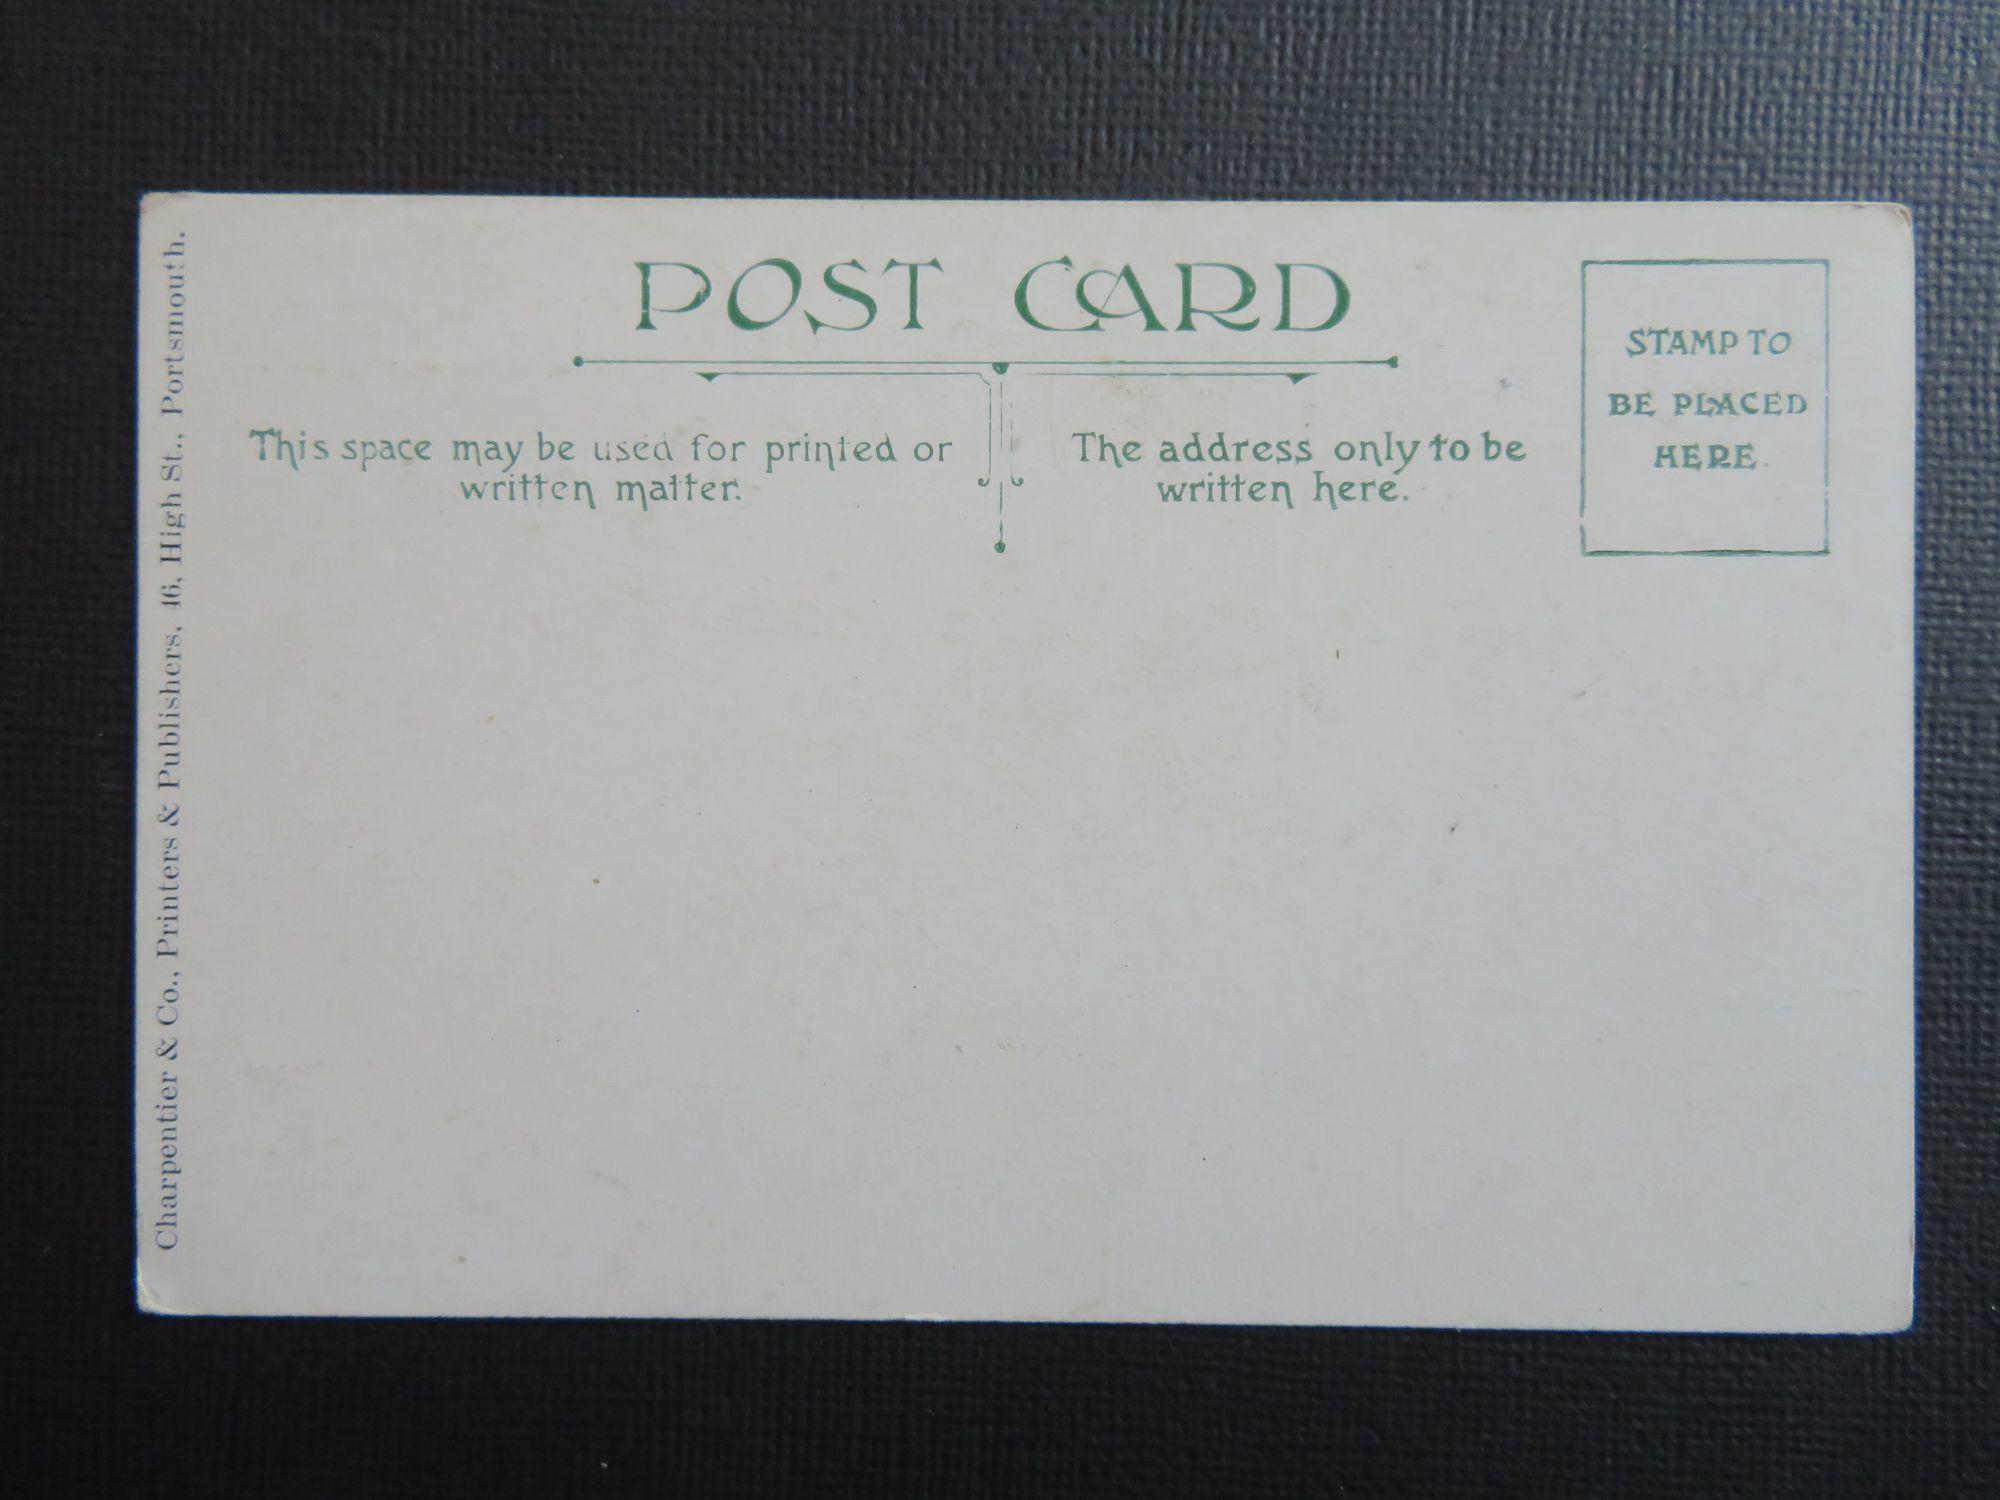 POST CARD
This space may be used for printed or
written matter.
The address only to be
written here.
STAMP TO
BE PLACED
HERE.
Charpentier & Co., Printers & Publishers, 46, High St., Portsmouth.